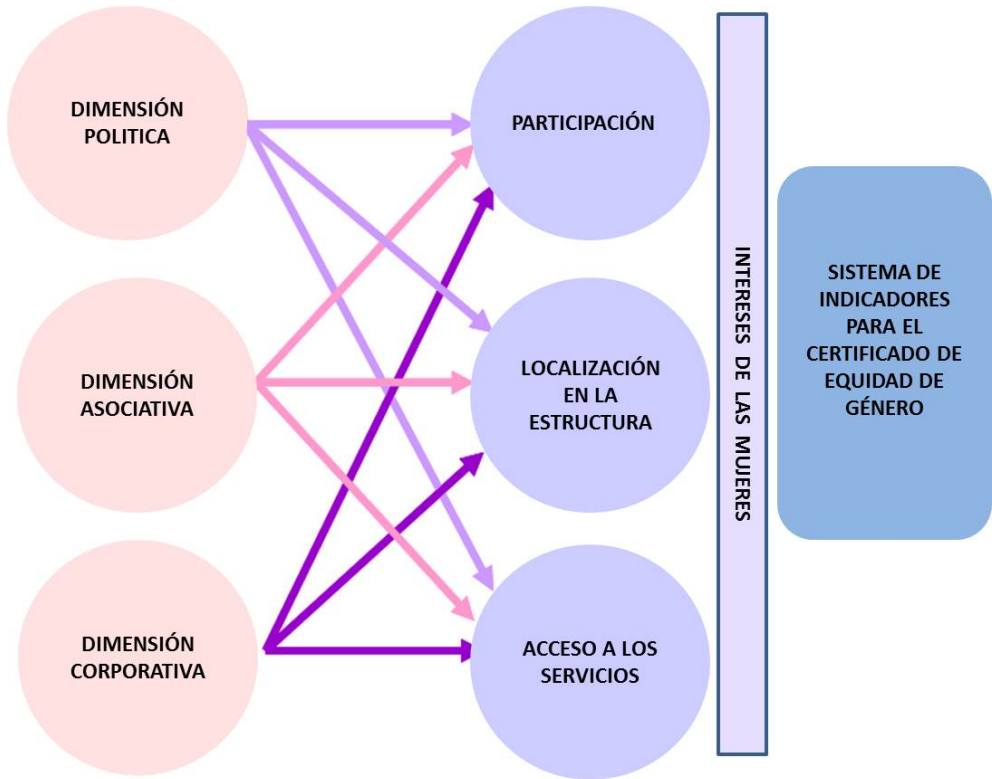 DIMENSIÓN
POLITICA
PARTICIPACIÓN
DIMENSIÓN
ASOCIATIVA
LOCALIZACIÓN
EN LA
ESTRUCTURA
DIMENSIÓN
CORPORATIVA
ACCESO A LOS
SERVICIOS
INTERESES DE LAS MUJERES
SISTEMA DE
INDICADORES
PARA EL
CERTIFICADO DE
EQUIDAD DE
GÉNERO